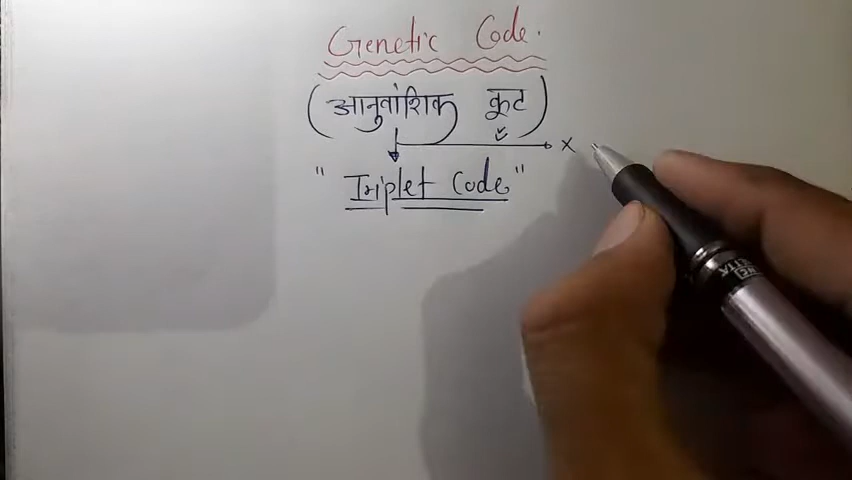 Genetic Code.
(आनुवांशिक कूट)
x
"Triplet Code"